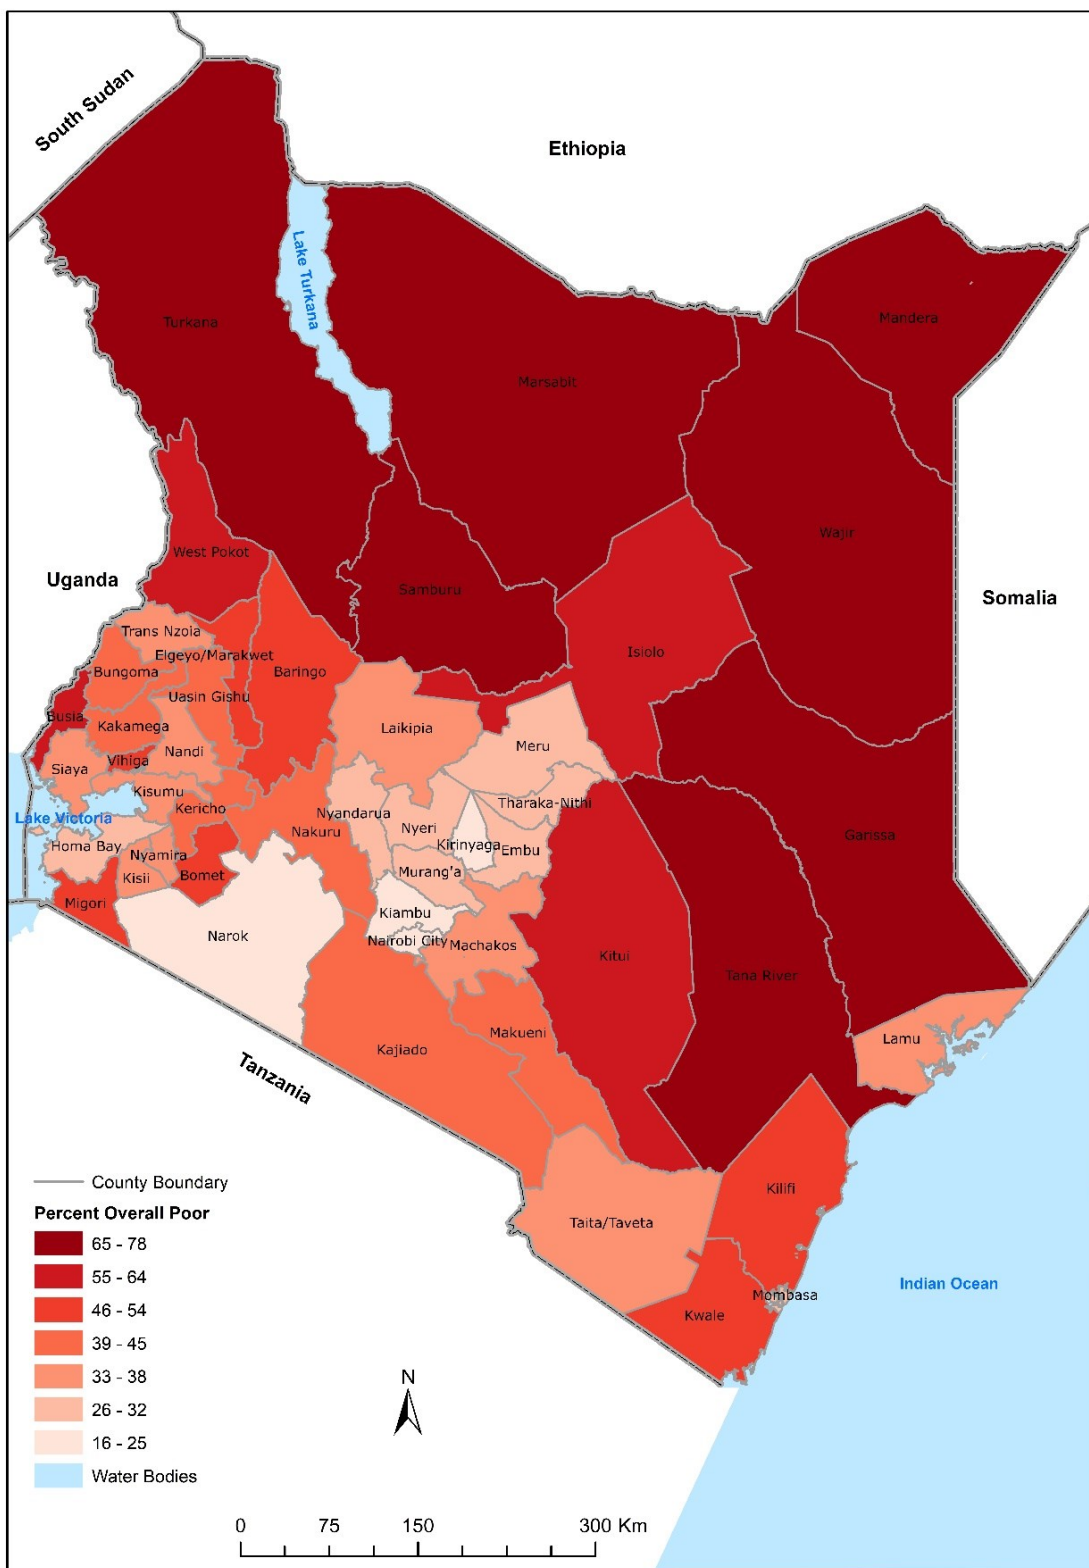 South Sudan
Ethiopia
Lake Turkana
Turkana
Mandera
Marsabit
Wajir
West Pokot
Uganda
Samburu
Somalia
Trans Nzoia
Isiolo
Elgeyo/Marakwet
Bungoma
Baringo
Uasin Gishu
Busia
Kakamega
Laikipia
Nandi
Meru
Vihiga
Siaya
Kisumu
Tharaka-Nithi
Kericho
Nyandarua
Lake Victoria
Nyeri
Nakuru
Garissa
Homa Bay
Kirinyaga
Embu
Nyamira
Murang'a
Bomet
Kisii
Migori
Kiambu
Narok
Nairobi City
Machakos
Kitui
Tana River
Makueni
Lamu
Kajiado
Tanzania
County Boundary
Kilifi
Percent Overall Poor
Taita/Taveta
65 - 78
55 - 64
Indian Ocean
Mombasa
46 - 54
Kwale
39 - 45
33 - 38
N
26 - 32
16 - 25
Water Bodies
0 75 150 300 Km